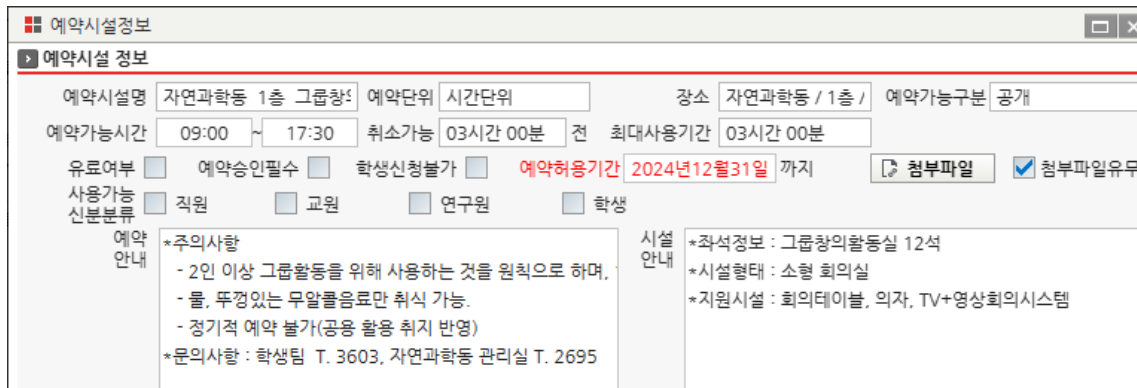 예약시설정보
예약시설 정보
예약시설명 자연과학동 1층 그룹창의 예약단위 시간단위 장소 자연과학동 / 1층 / 예약가능구분 공개
예약가능시간 09:00 ~ 17:30 취소가능 03시간 00분 전 최대사용기간 03시간 00분
유료여부 예약승인필수 학생신청불가 예약허용기간 2024년12월31일 까지 첨부파일 첨부파일유무
사용가능
신분분류 직원 교원 연구원 학생
예약
안내
*주의사항
- 2인 이상 그룹활동을 위해 사용하는 것을 원칙으로 하며,
- 물, 뚜껑있는 무알콜음료만 취식 가능.
- 정기적 예약 불가(공용 활용 취지 반영)
*문의사항 : 학생팀 T. 3603, 자연과학동 관리실 T. 2695
시설
안내
*좌석정보 : 그룹창의활동실 12석
*시설형태 : 소형 회의실
*지원시설 : 회의테이블, 의자, TV+영상회의시스템